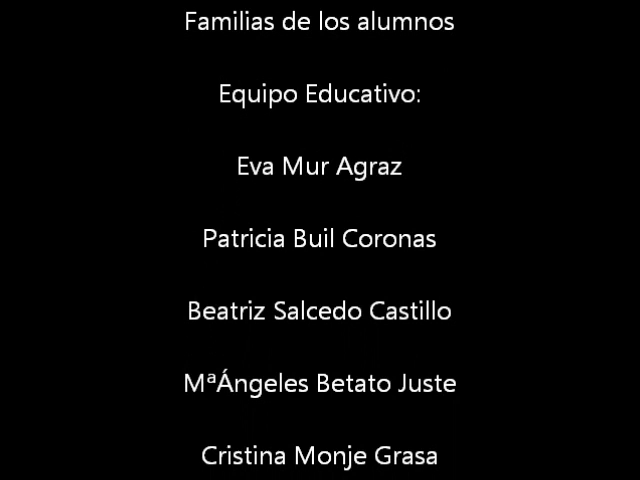 Familias de los alumnos
Equipo Educativo:
Eva Mur Agraz
Patricia Buil Coronas
Beatriz Salcedo Castillo
MªÁngeles Betato Juste
Cristina Monje Grasa